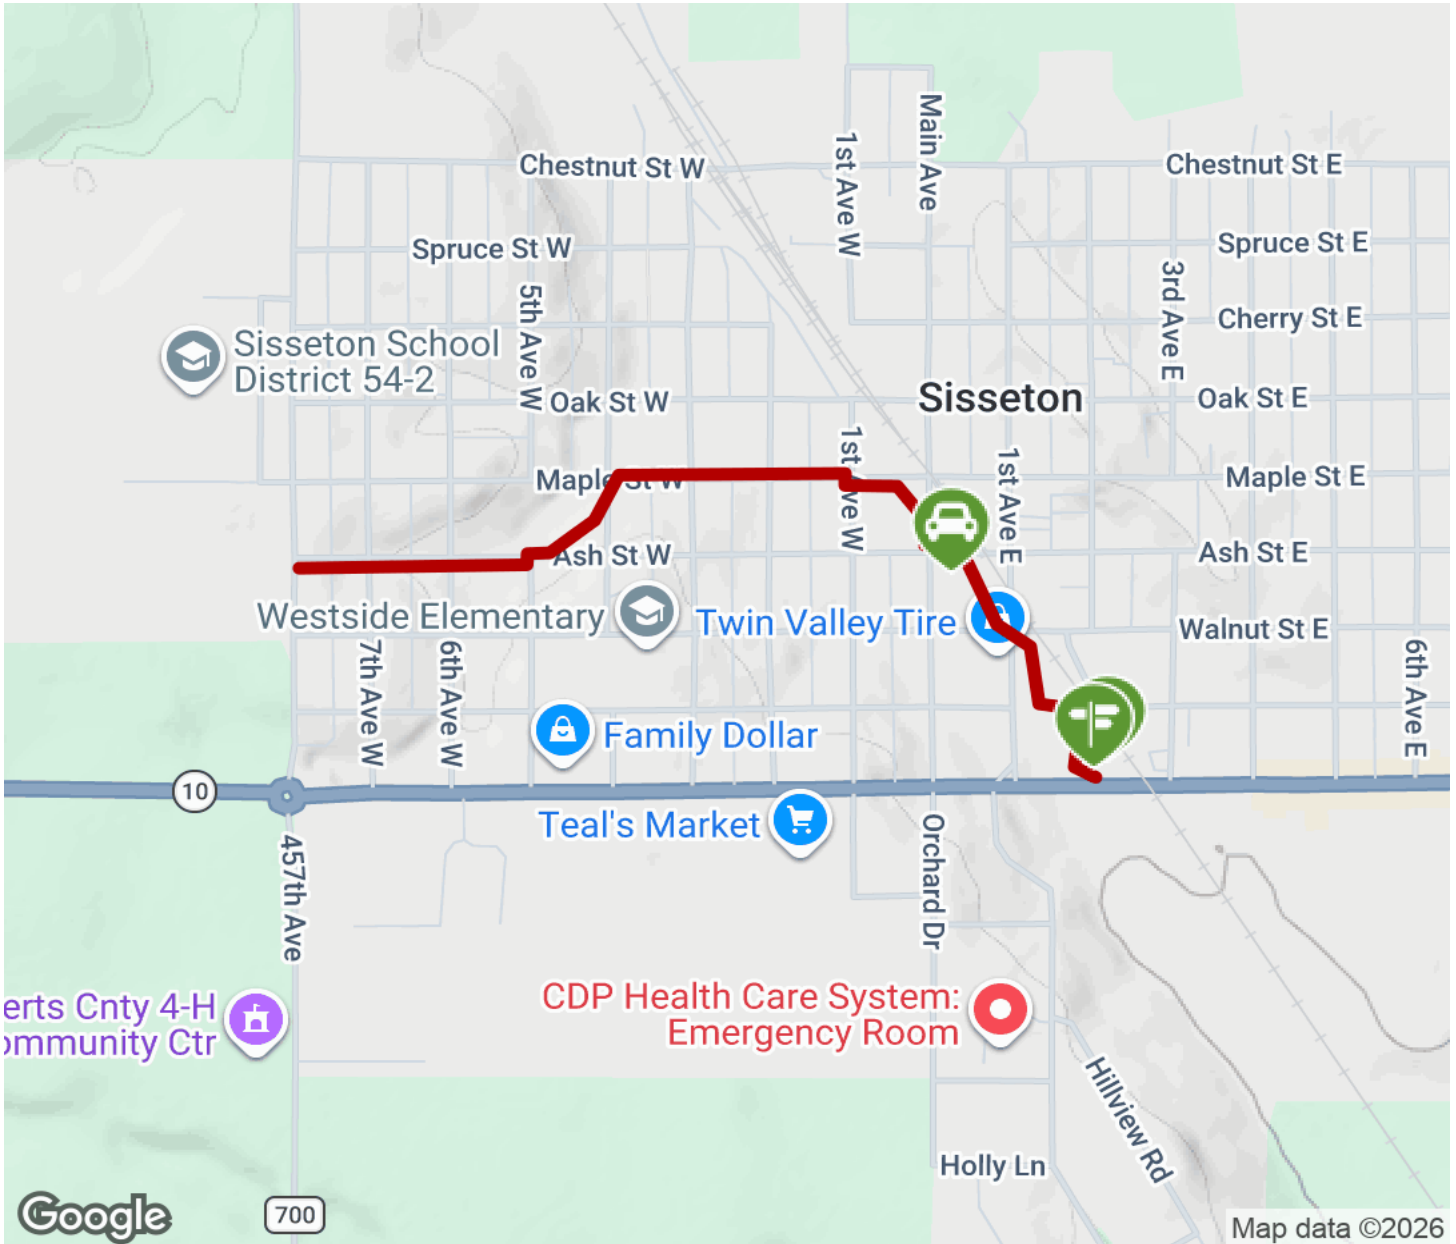 Chestnut St W
1st Ave W
Main Ave
Chestnut St E
Spruce St W
Spruce St E
5th Ave W
3rd Ave E
Cherry St E
Sisseton School
District 54-2
Oak St W
Sisseton
Oak St E
Maple St W
1st Ave W
1st Ave E
Maple St E
Ash St W
Ash St E
Westside Elementary
Twin Valley Tire
Walnut St E
7th Ave W
6th Ave W
6th Ave E
Family Dollar
10
Teal's Market
457th Ave
Orchard Dr
erts Cnty 4-H
ommunity Ctr
CDP Health Care System:
Emergency Room
Hillview Rd
Holly Ln
Google
700
Map data ©2026